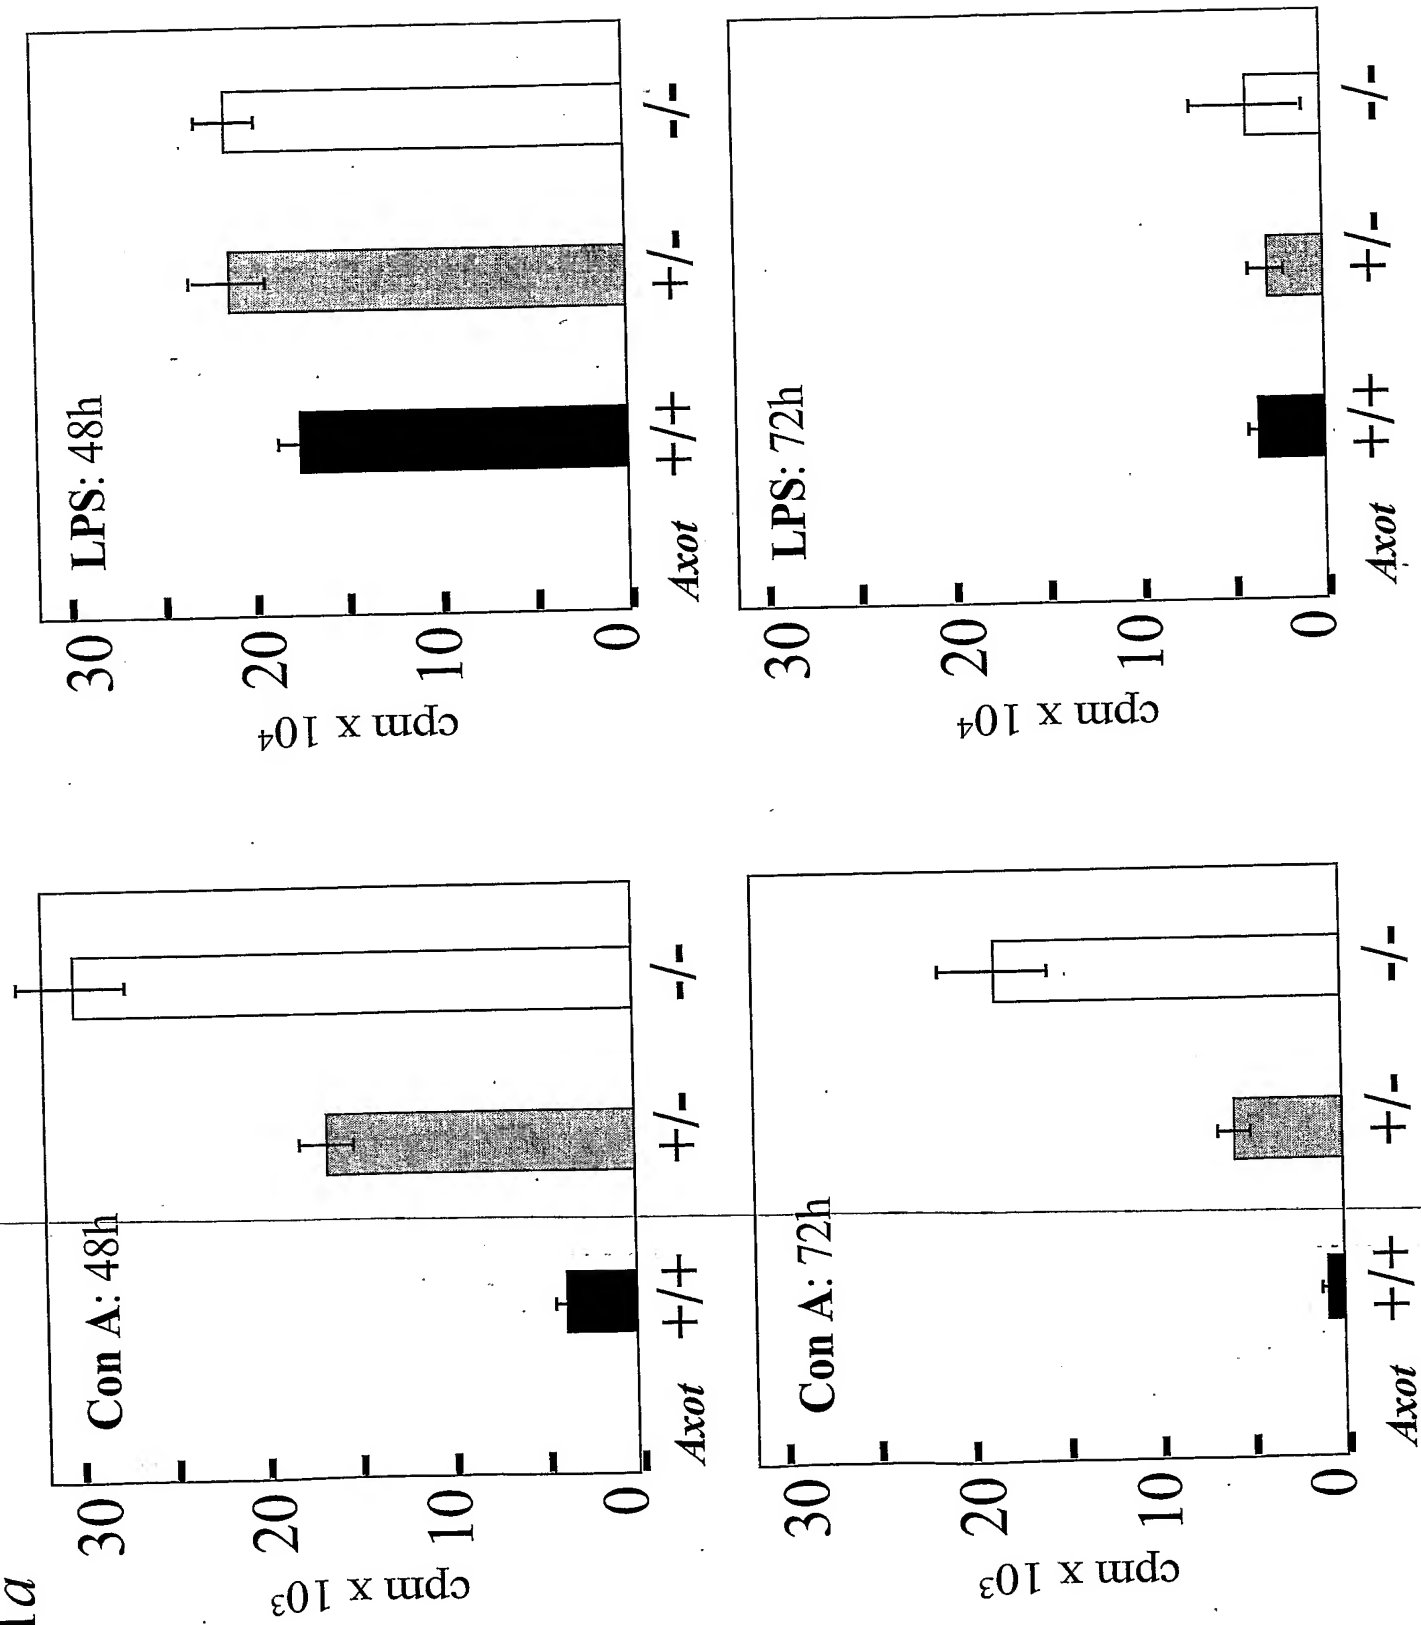 Con A: 48h
30
20
10
0
cpm x 10³
Axot +/+ +/- -/-
LPS: 48h
30
20
10
0
cpm x 10⁴
Axot +/+ +/- -/-
Con A: 72h
30
20
10
0
cpm x 10³
Axot +/+ +/- -/-
LPS: 72h
30
20
10
0
cpm x 10⁴
Axot +/+ +/- -/-